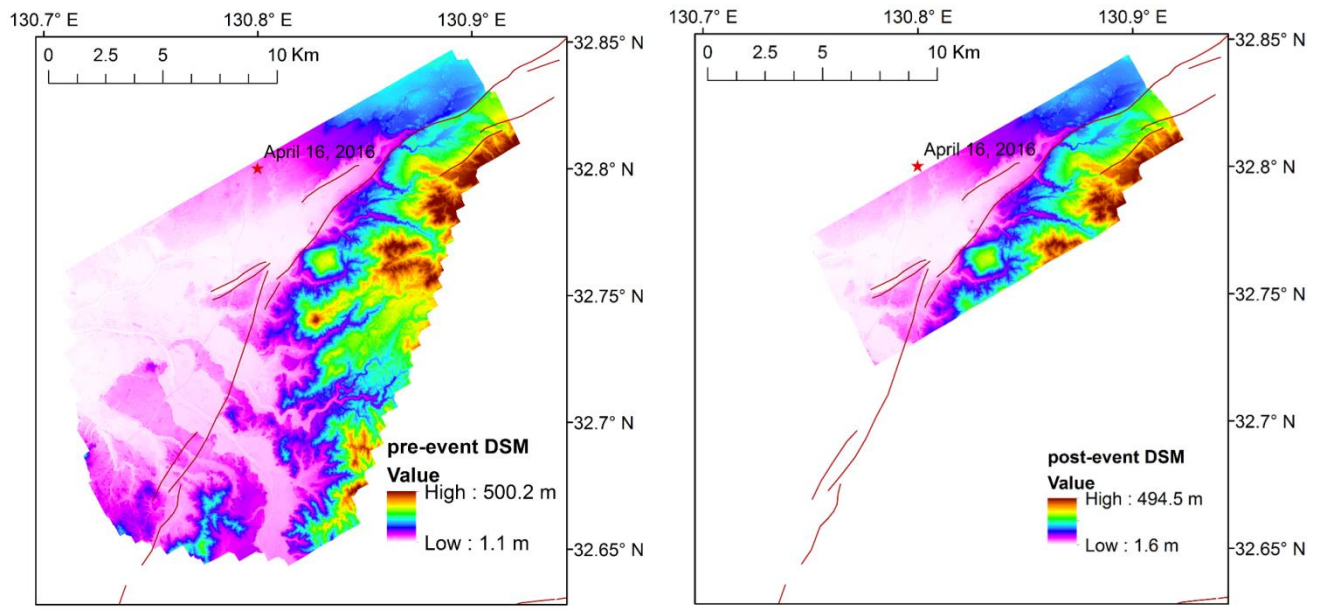 130.7° E 130.8° E 130.9° E
0 2.5 5 10 Km
April 16, 2016
pre-event DSM
Value
High : 500.2 m
Low : 1.1 m
32.85° N
32.8° N
32.75° N
32.7° N
32.65° N
130.7° E 130.8° E 130.9° E
0 2.5 5 10 Km
April 16, 2016
post-event DSM
Value
High : 494.5 m
Low : 1.6 m
32.85° N
32.8° N
32.75° N
32.7° N
32.65° N